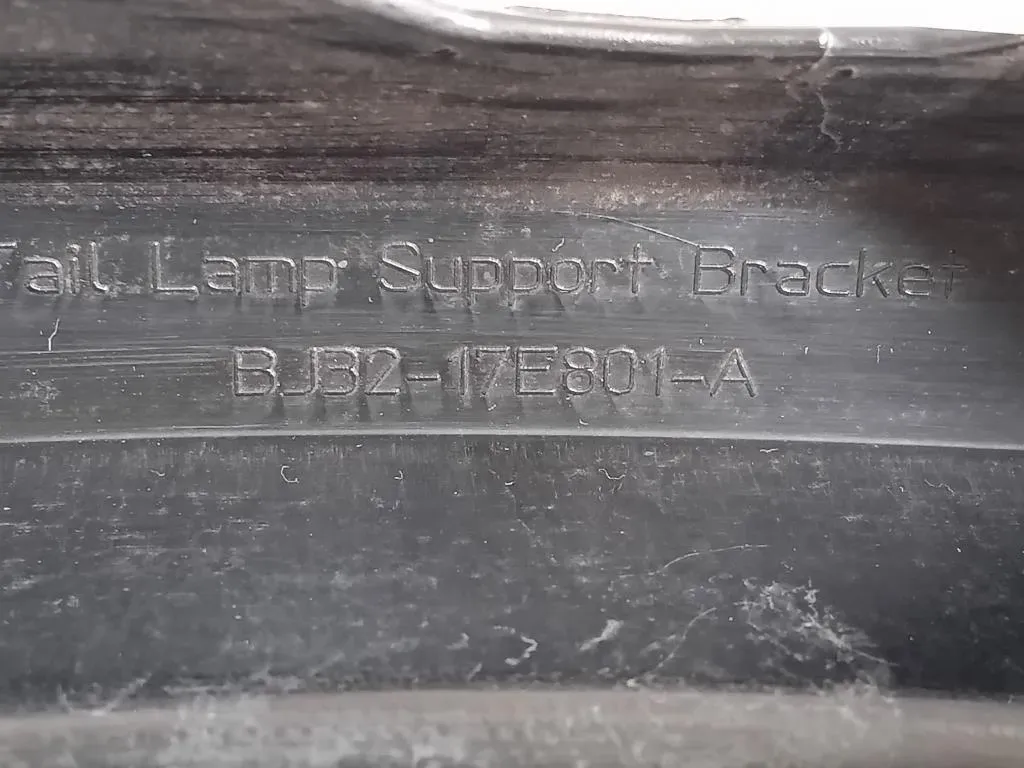 Tail Lamp Support Bracket
BJ32-17E801-A